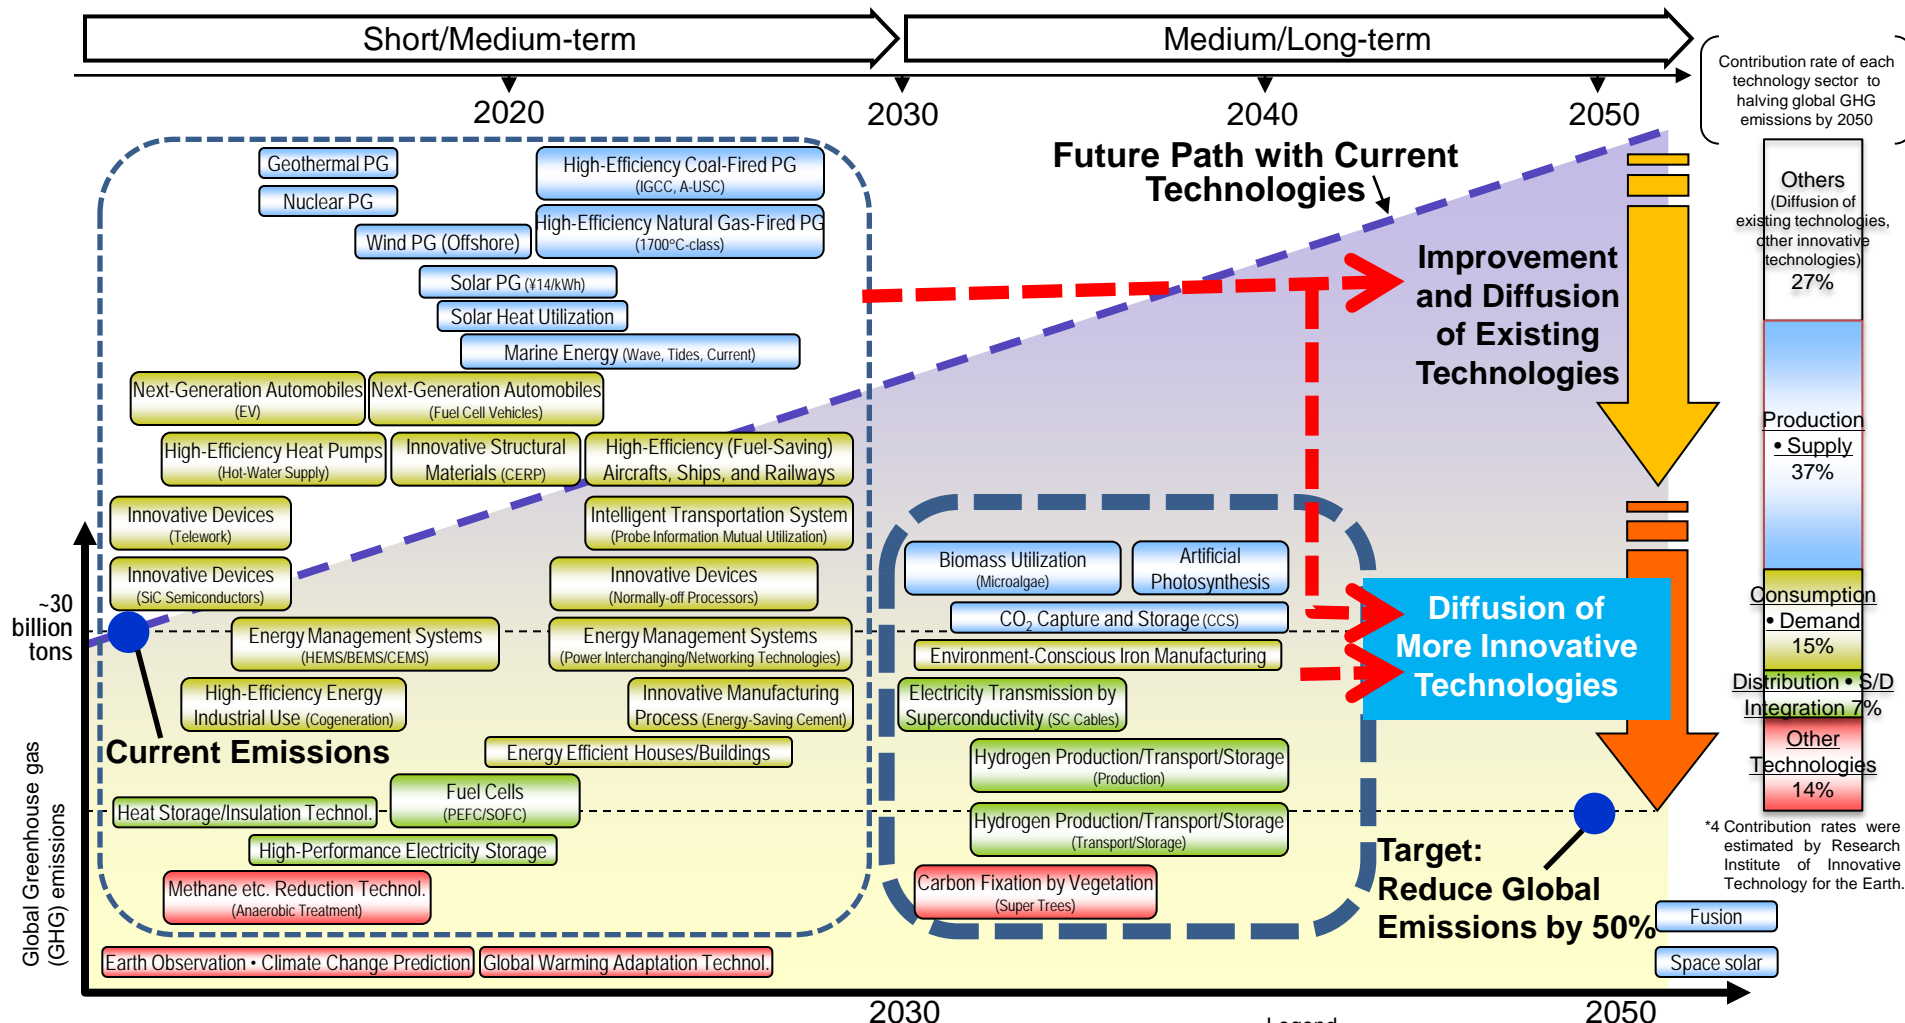 Short/Medium-term
Medium/Long-term
2020
2030
2040
2050
Contribution rate of each
technology sector to
halving global GHG
emissions by 2050
Geothermal PG
Nuclear PG
High-Efficiency Coal-Fired PG
(IGCC, A-USC)
High-Efficiency Natural Gas-Fired PG
(1700°C-class)
Wind PG (Offshore)
Solar PG (¥14/kWh)
Solar Heat Utilization
Marine Energy (Wave, Tides, Current)
Next-Generation Automobiles
(EV)
Next-Generation Automobiles
(Fuel Cell Vehicles)
High-Efficiency Heat Pumps
(Hot-Water Supply)
Innovative Structural
Materials (CERP)
High-Efficiency (Fuel-Saving)
Aircrafts, Ships, and Railways
Innovative Devices
(Telework)
Intelligent Transportation System
(Probe Information Mutual Utilization)
Innovative Devices
(SiC Semiconductors)
Innovative Devices
(Normally-off Processors)
Energy Management Systems
(HEMS/BEMS/CEMS)
Energy Management Systems
(Power Interchanging/Networking Technologies)
High-Efficiency Energy
Industrial Use (Cogeneration)
Innovative Manufacturing
Process (Energy-Saving Cement)
Current Emissions
Energy Efficient Houses/Buildings
Fuel Cells
(PEFC/SOFC)
Heat Storage/Insulation Technol.
High-Performance Electricity Storage
Methane etc. Reduction Technol.
(Anaerobic Treatment)
Earth Observation • Climate Change Prediction
Global Warming Adaptation Technol.
~30
billion
tons
Global Greenhouse gas
(GHG) emissions
Future Path with Current
Technologies
Improvement
and Diffusion
of Existing
Technologies
Biomass Utilization
(Microalgae)
Artificial
Photosynthesis
CO2 Capture and Storage (CCS)
Environment-Conscious Iron Manufacturing
Electricity Transmission by
Superconductivity (SC Cables)
Hydrogen Production/Transport/Storage
(Production)
Hydrogen Production/Transport/Storage
(Transport/Storage)
Carbon Fixation by Vegetation
(Super Trees)
Diffusion of
More Innovative
Technologies
Target:
Reduce Global
Emissions by 50%
Fusion
Space solar
Others
(Diffusion of
existing technologies,
other innovative
technologies)
27%
Production
• Supply
37%
Consumption
• Demand
15%
Distribution • S/D
Integration 7%
Other
Technologies
14%
*4 Contribution rates were
estimated by Research
Institute of Innovative
Technology for the Earth.
2030
2050
Legend